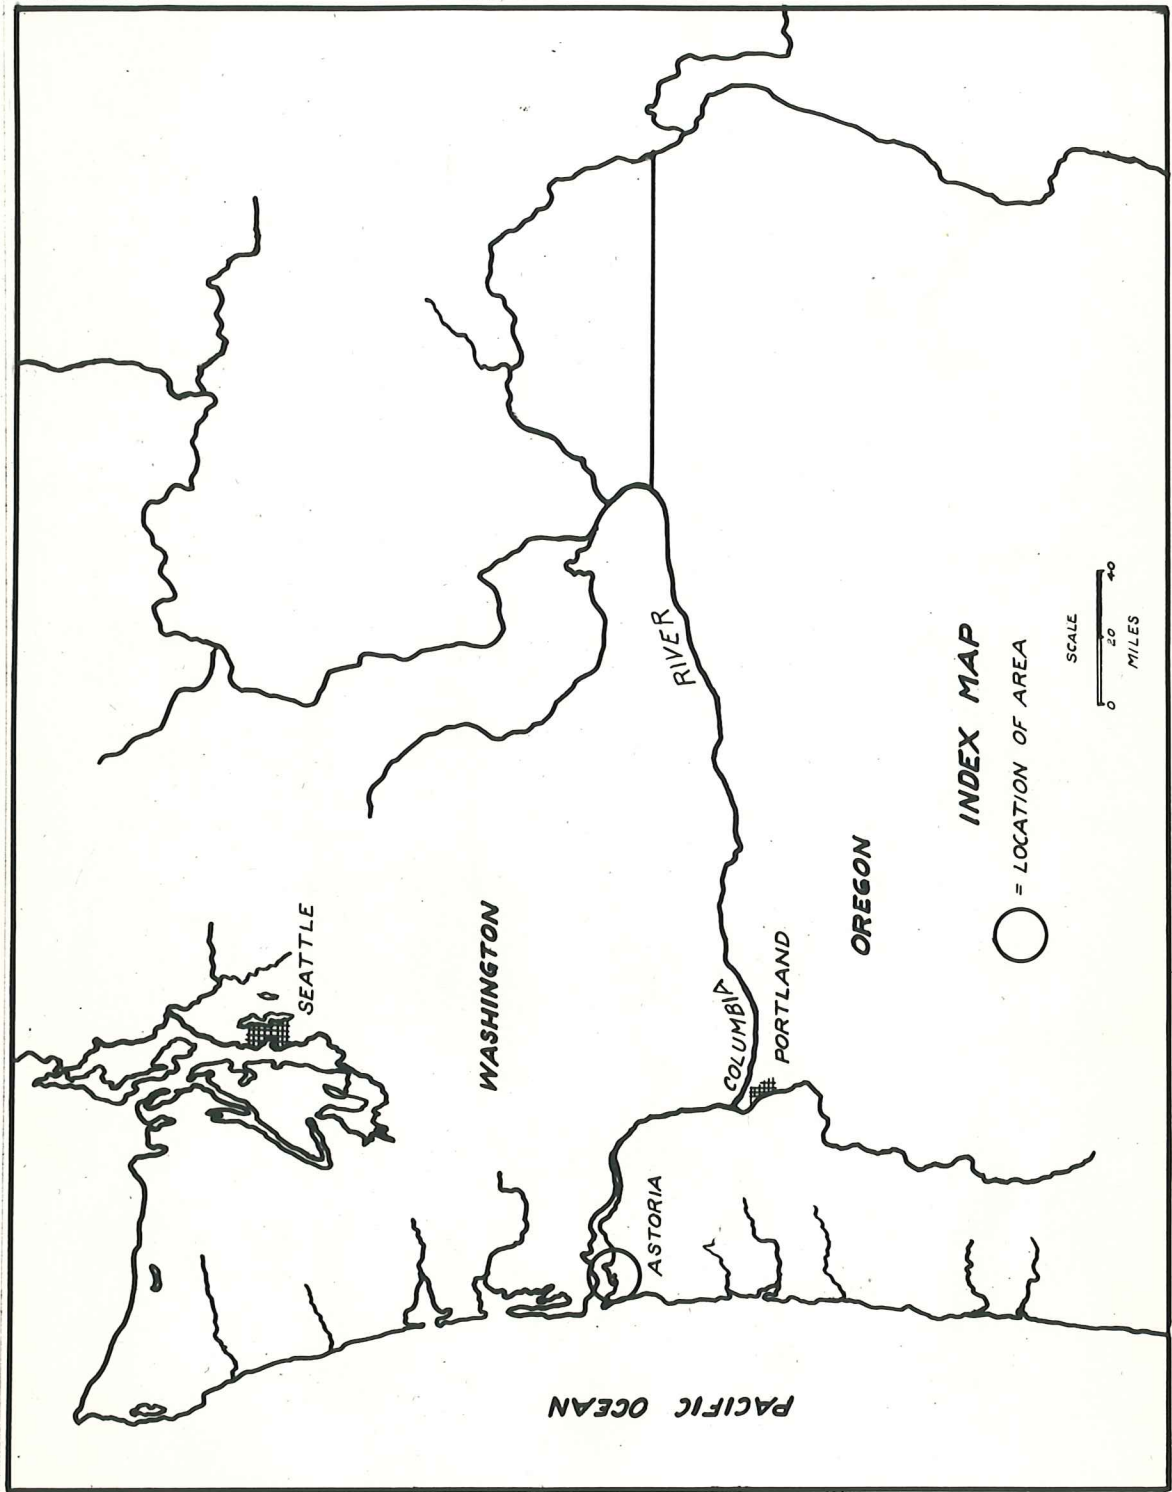 SEATTLE
WASHINGTON
COLUMBIA
RIVER
PORTLAND
ASTORIA
OREGON
PACIFIC OCEAN
INDEX MAP
= LOCATION OF AREA
SCALE
0 20 40
MILES